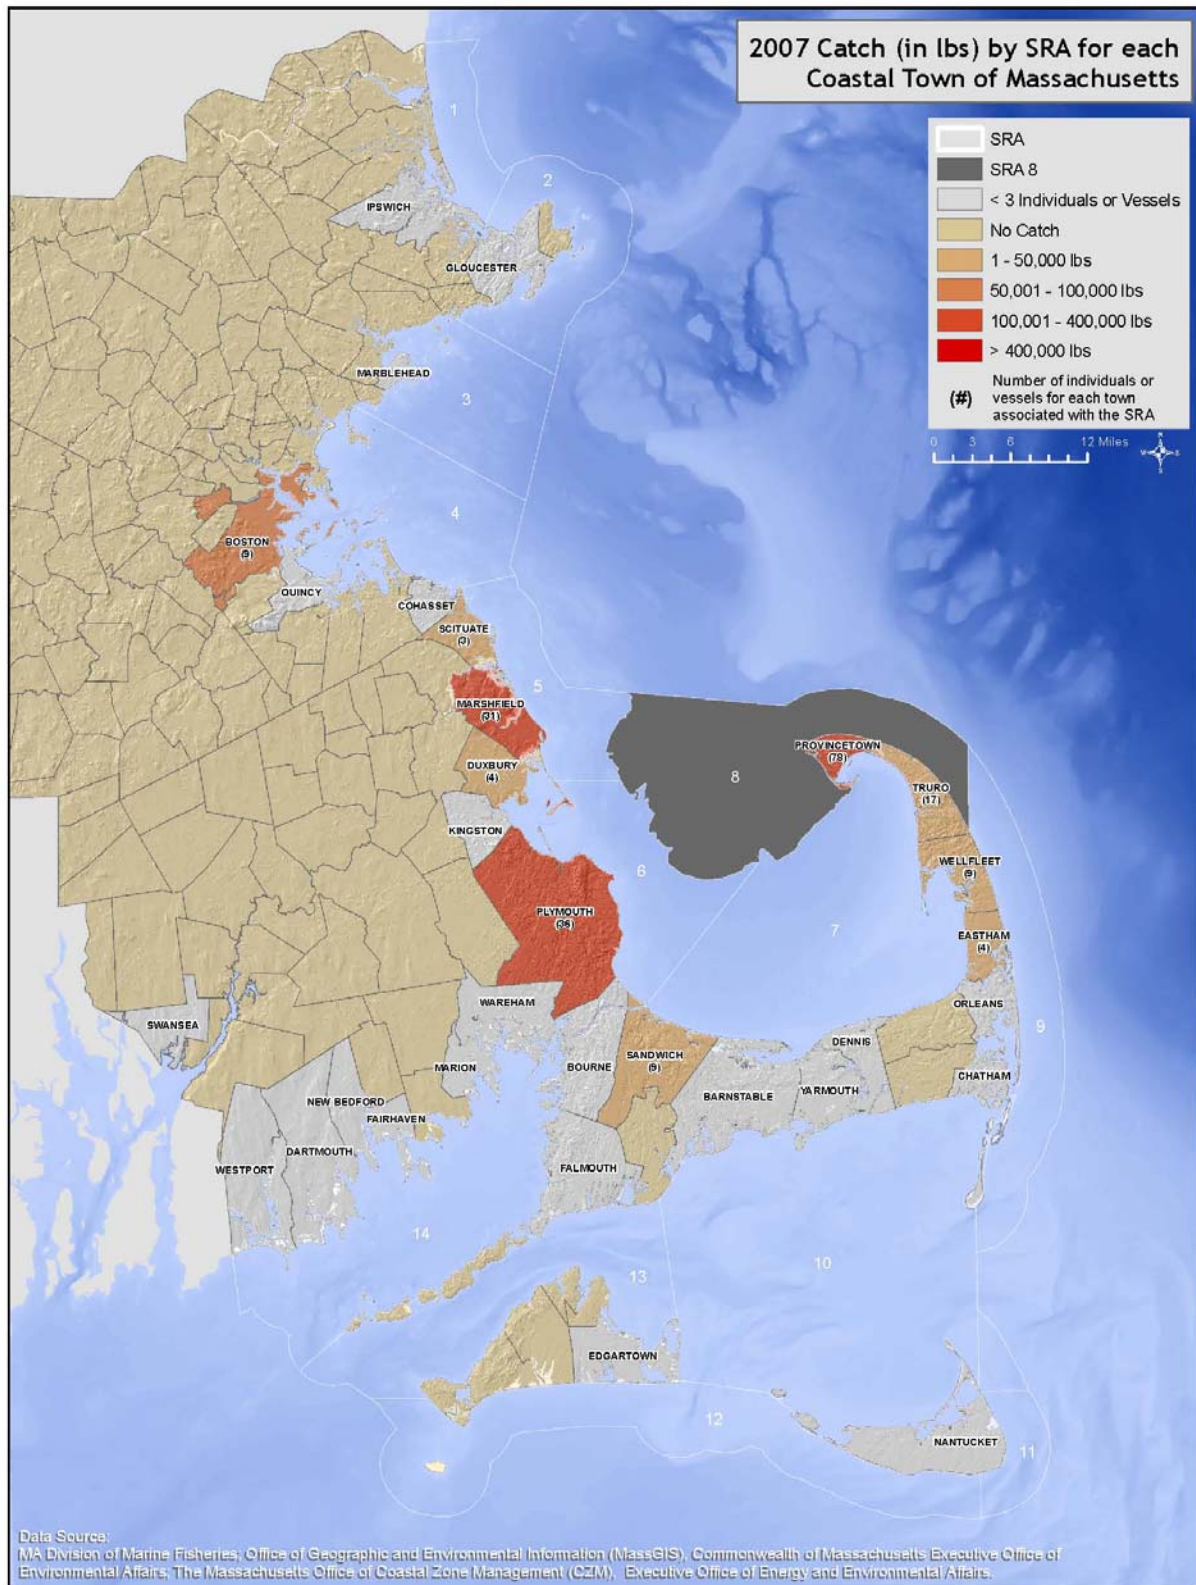 2007 Catch (in lbs) by SRA for each
Coastal Town of Massachusetts
SRA
SRA 8
< 3 Individuals or Vessels
No Catch
1 - 50,000 lbs
50,001 - 100,000 lbs
100,001 - 400,000 lbs
> 400,000 lbs
(#)
Number of individuals or
vessels for each town
associated with the SRA
0 3 6 12 Miles
N
W E
S
1
2
IPSWICH
GLOUCESTER
MARBLEHEAD
3
4
BOSTON
(9)
QUINCY
COHASSET
SCITUATE
(3)
5
MARSHFIELD
(31)
DUXBURY
(4)
PROVINCETOWN
(78)
8
TRURO
(17)
KINGSTON
WELLFLEET
(9)
6
PLYMOUTH
(36)
7
EASTHAM
(4)
WAREHAM
ORLEANS
SWANSEA
9
DENNIS
SANDWICH
(9)
MARION
BOURNE
CHATHAM
YARMOUTH
BARNSTABLE
NEW BEDFORD
FAIRHAVEN
DARTMOUTH
WESTPORT
FALMOUTH
14
10
13
EDGARTOWN
12
NANTUCKET
11
Data Source:
MA Division of Marine Fisheries, Office of Geographic and Environmental Information (MassGIS), Commonwealth of Massachusetts Executive Office of
Environmental Affairs, The Massachusetts Office of Coastal Zone Management (CZM), Executive Office of Energy and Environmental Affairs.